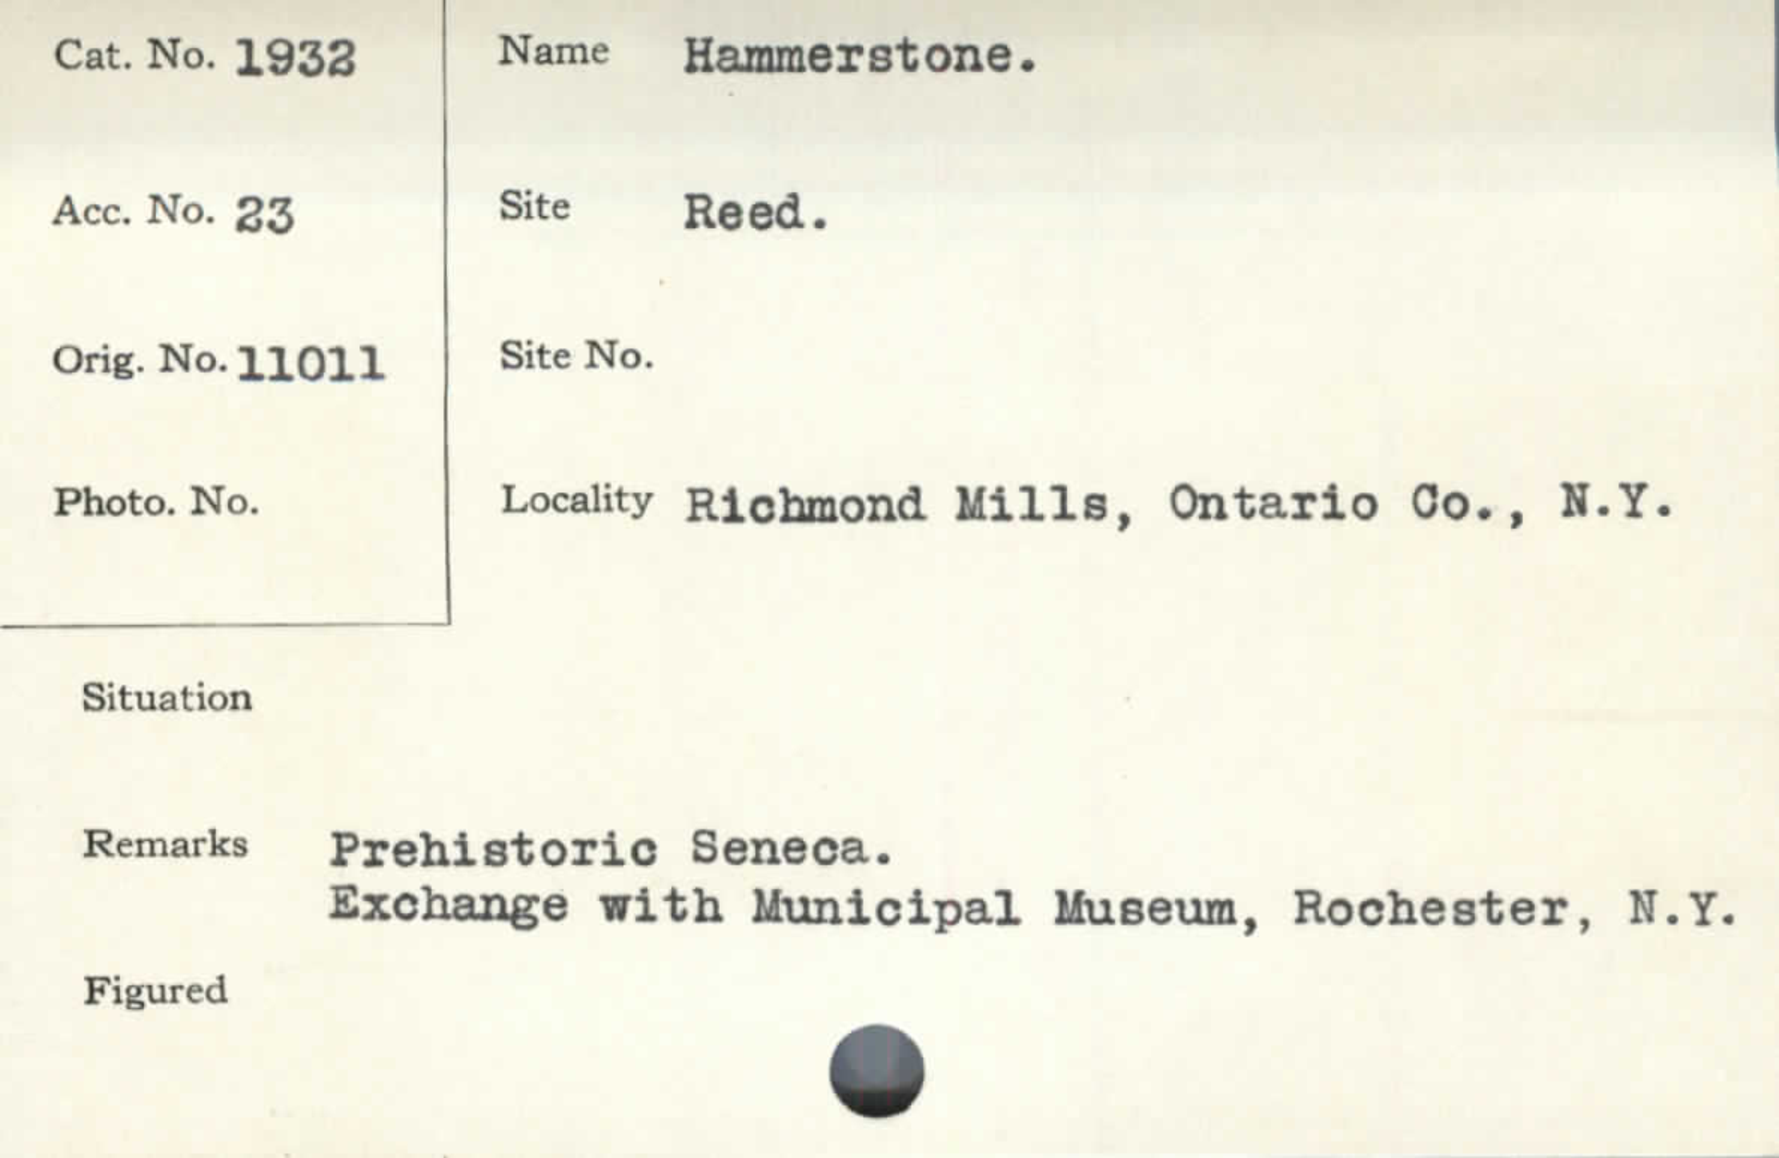 Cat. No. 1932
Name Hammerstone.
Acc. No. 23
Site Reed.
Orig. No. 11011
Site No.
Photo. No.
Locality Richmond Mills, Ontario Co., N.Y.
Situation
Remarks Prehistoric Seneca.
Exchange with Municipal Museum, Rochester, N.Y.
Figured